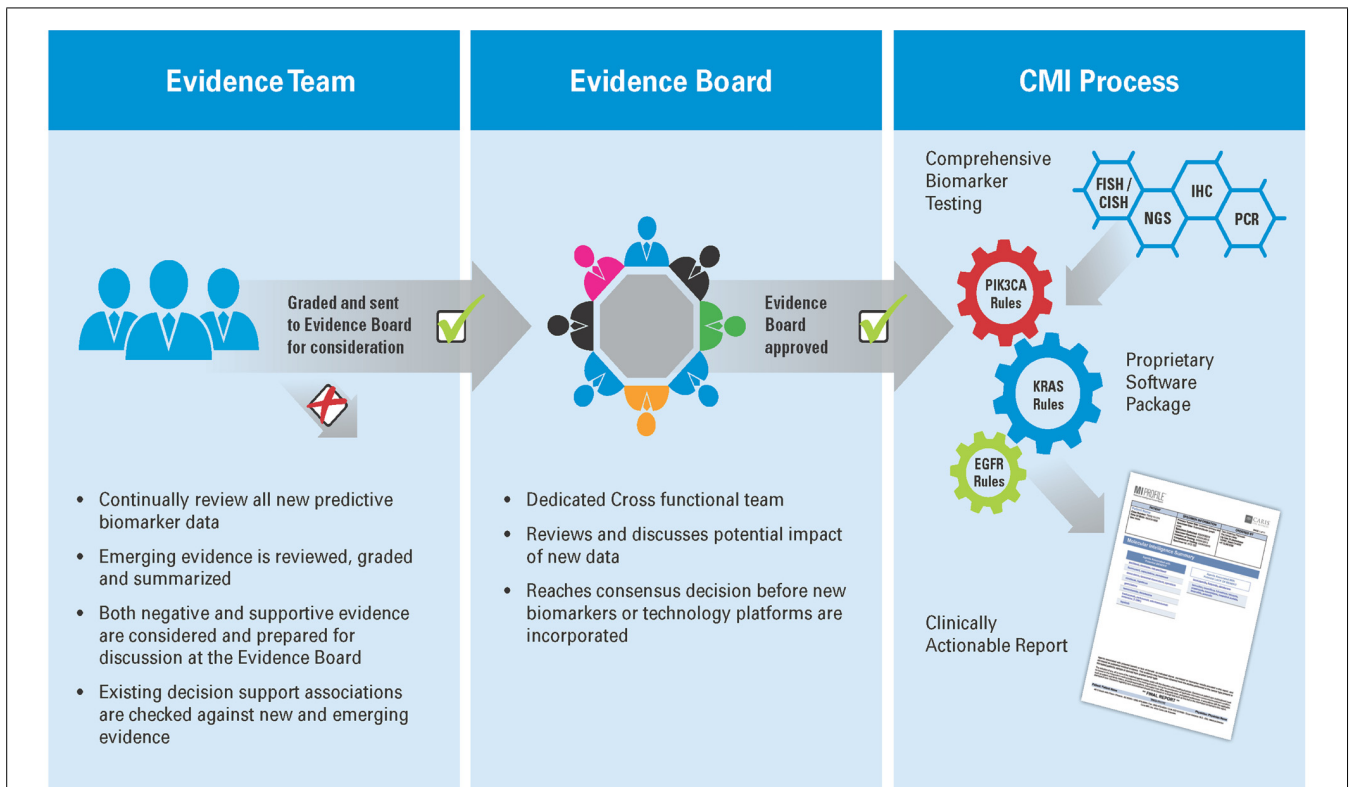 Evidence Team
Graded and sent
to Evidence Board
for consideration
• Continually review all new predictive
biomarker data
• Emerging evidence is reviewed, graded
and summarized
• Both negative and supportive evidence
are considered and prepared for
discussion at the Evidence Board
• Existing decision support associations
are checked against new and emerging
evidence
Evidence Board
Evidence
Board
approved
• Dedicated Cross functional team
• Reviews and discusses potential impact
of new data
• Reaches consensus decision before new
biomarkers or technology platforms are
incorporated
CMI Process
Comprehensive
Biomarker
Testing
FISH /
CISH
NGS
IHC
PCR
PIK3CA
Rules
KRAS
Rules
EGFR
Rules
Proprietary
Software
Package
Clinically
Actionable Report
MI PROFILE
CARIS
Molecular Intelligence Summary
FINAL REPORT